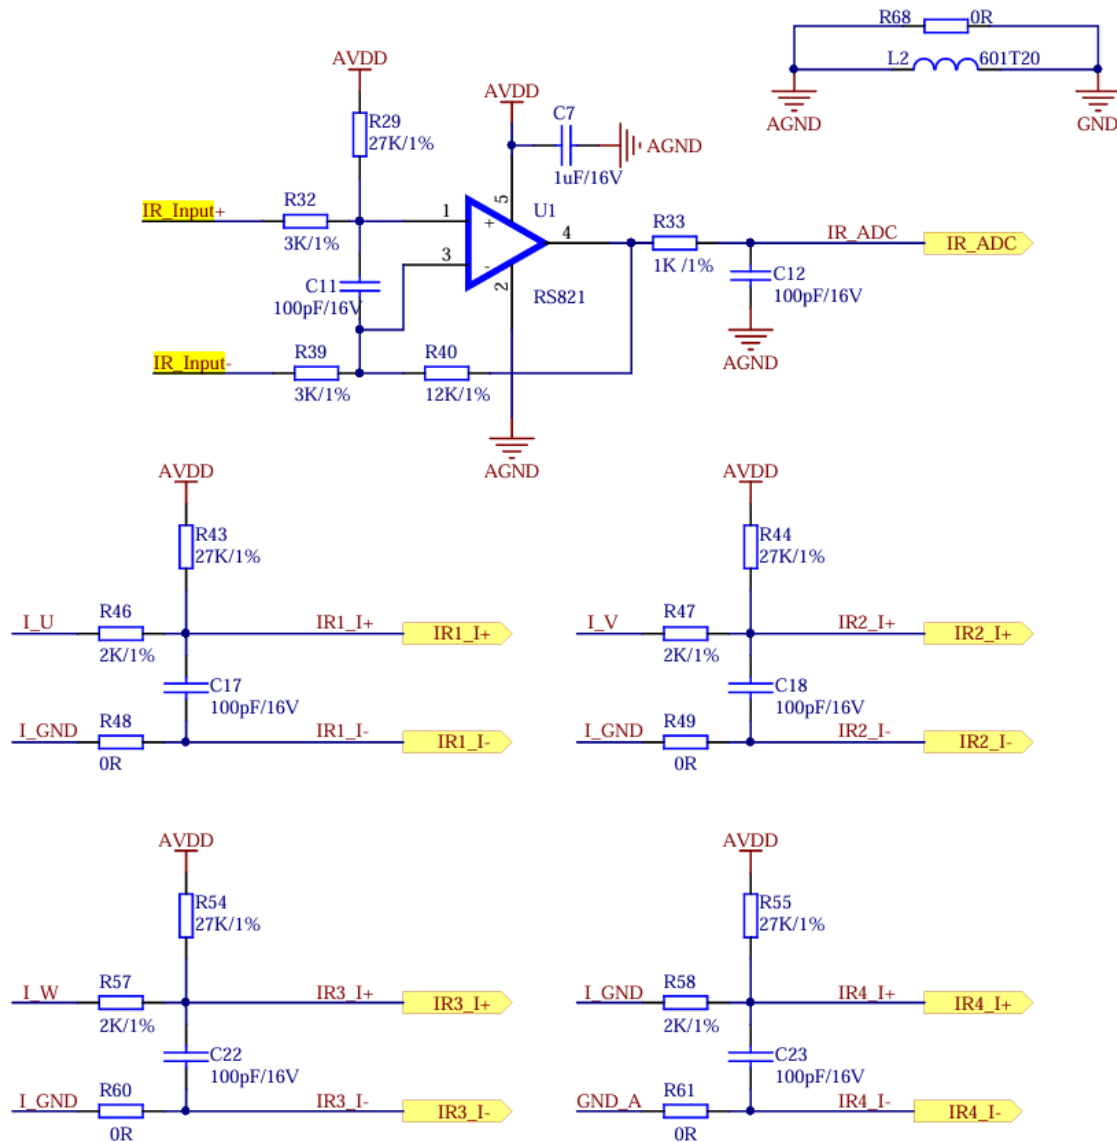 R68 0R
L2 601T20
AGND GND
AVDD
R29
27K/1%
AVDD
C7
1uF/16V
AGND
IR_Input+
R32
3K/1%
1
3
5
2
4
+
-
U1
RS821
C11
100pF/16V
R33
1K /1%
IR_ADC
IR_ADC
C12
100pF/16V
AGND
IR_Input-
R39
3K/1%
R40
12K/1%
AGND
AVDD
R43
27K/1%
I_U
R46
2K/1%
IR1_I+
IR1_I+
C17
100pF/16V
I_GND
R48
0R
IR1_I-
IR1_I-
AVDD
R44
27K/1%
I_V
R47
2K/1%
IR2_I+
IR2_I+
C18
100pF/16V
I_GND
R49
0R
IR2_I-
IR2_I-
AVDD
R54
27K/1%
I_W
R57
2K/1%
IR3_I+
IR3_I+
C22
100pF/16V
I_GND
R60
0R
IR3_I-
IR3_I-
AVDD
R55
27K/1%
I_GND
R58
2K/1%
IR4_I+
IR4_I+
C23
100pF/16V
GND_A
R61
0R
IR4_I-
IR4_I-